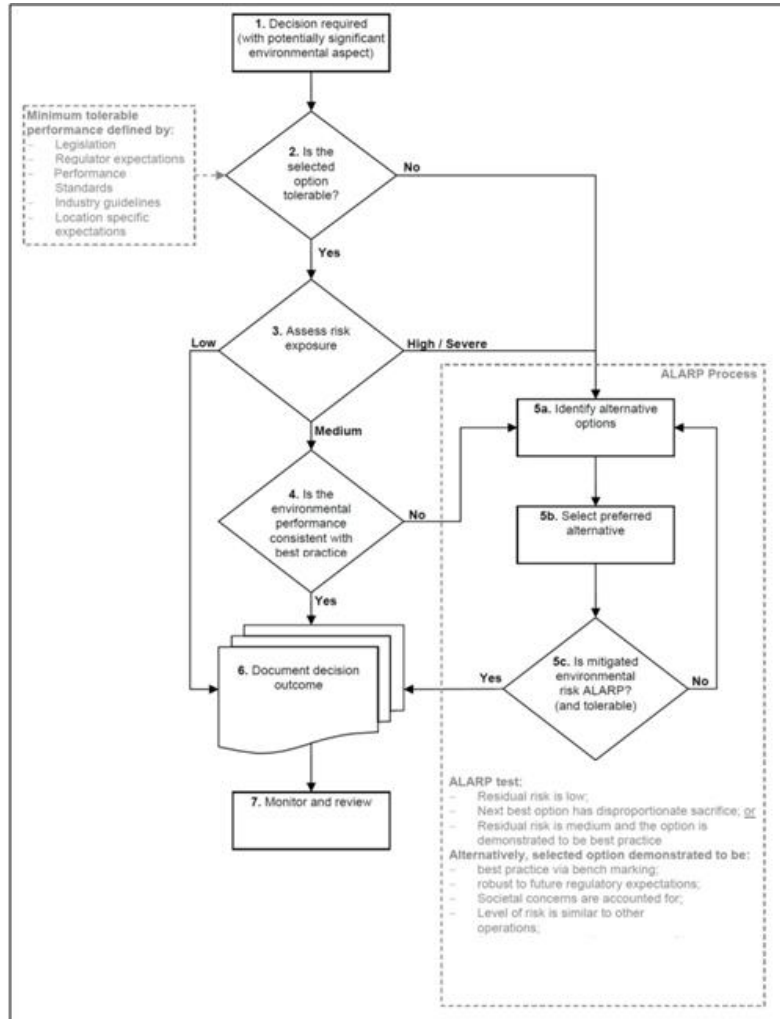 1. Decision required
(with potentially significant
environmental aspect)
Minimum tolerable
performance defined by:
- Legislation
- Regulator expectations
- Performance
Standards
- Industry guidelines
- Location specific
expectations
2. Is the
selected
option
tolerable?
No
Yes
3. Assess risk
exposure
Low
High / Severe
Medium
ALARP Process
5a. Identify alternative
options
4. Is the
environmental
performance
consistent with
best practice
No
Yes
5b. Select preferred
alternative
5c. Is mitigated
environmental
risk ALARP?
(and tolerable)
Yes
No
6. Document decision
outcome
7. Monitor and review
ALARP test:
- Residual risk is low;
- Next best option has disproportionate sacrifice; or
- Residual risk is medium and the option is
demonstrated to be best practice
Alternatively, selected option demonstrated to be:
- best practice via bench marking;
- robust to future regulatory expectations;
- Societal concerns are accounted for;
- Level of risk is similar to other
operations;